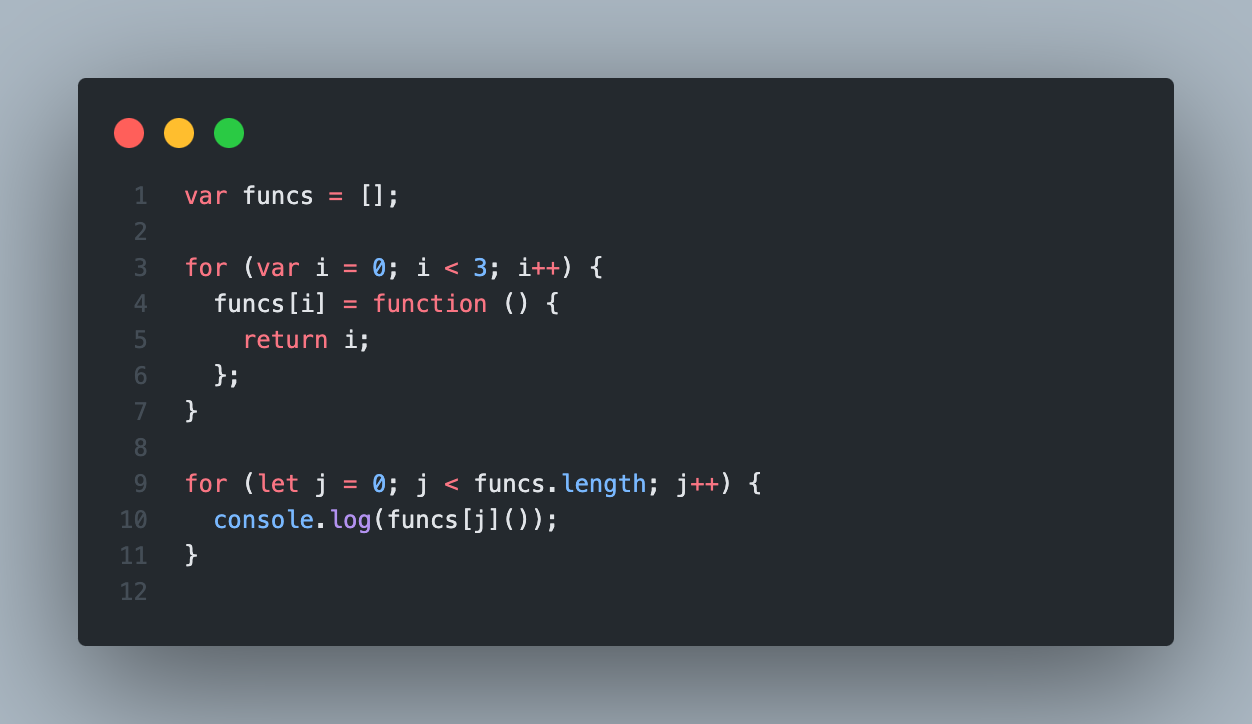 1 var funcs = [];
2
3 for (var i = 0; i < 3; i++) {
4   funcs[i] = function () {
5     return i;
6   };
7 }
8
9 for (let j = 0; j < funcs.length; j++) {
10   console.log(funcs[j]());
11 }
12